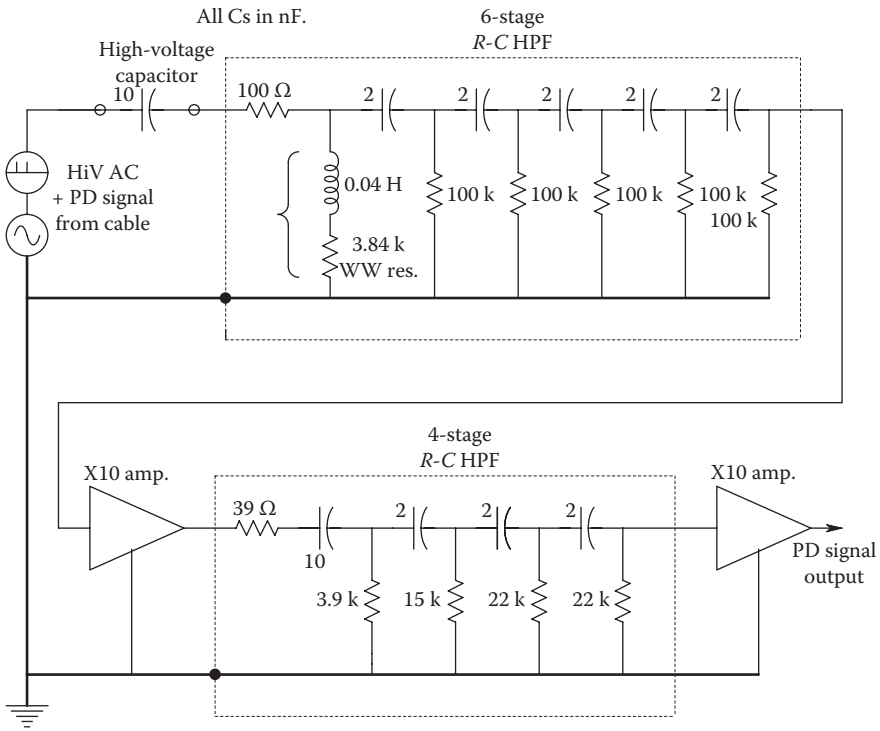 All Cs in nF.
6-stage
R-C HPF
High-voltage
capacitor
10
100 Ω
2
2
2
2
2
HiV AC
+ PD signal
from cable
0.04 H
3.84 k
WW res.
100 k
100 k
100 k
100 k
100 k
4-stage
R-C HPF
X10 amp.
39 Ω
10
2
2
2
3.9 k
15 k
22 k
22 k
X10 amp.
PD signal
output